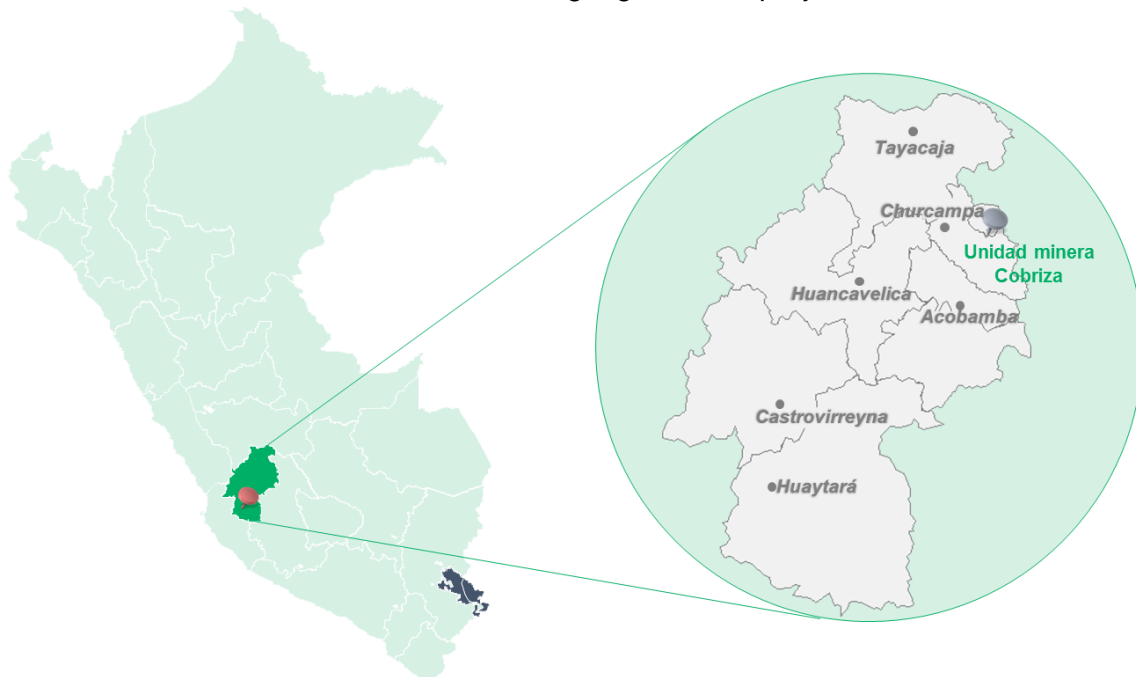 Tayacaja
Churcampa
Unidad minera
Cobriza
Huancavelica
Acobamba
Castrovirreyna
Huaytará